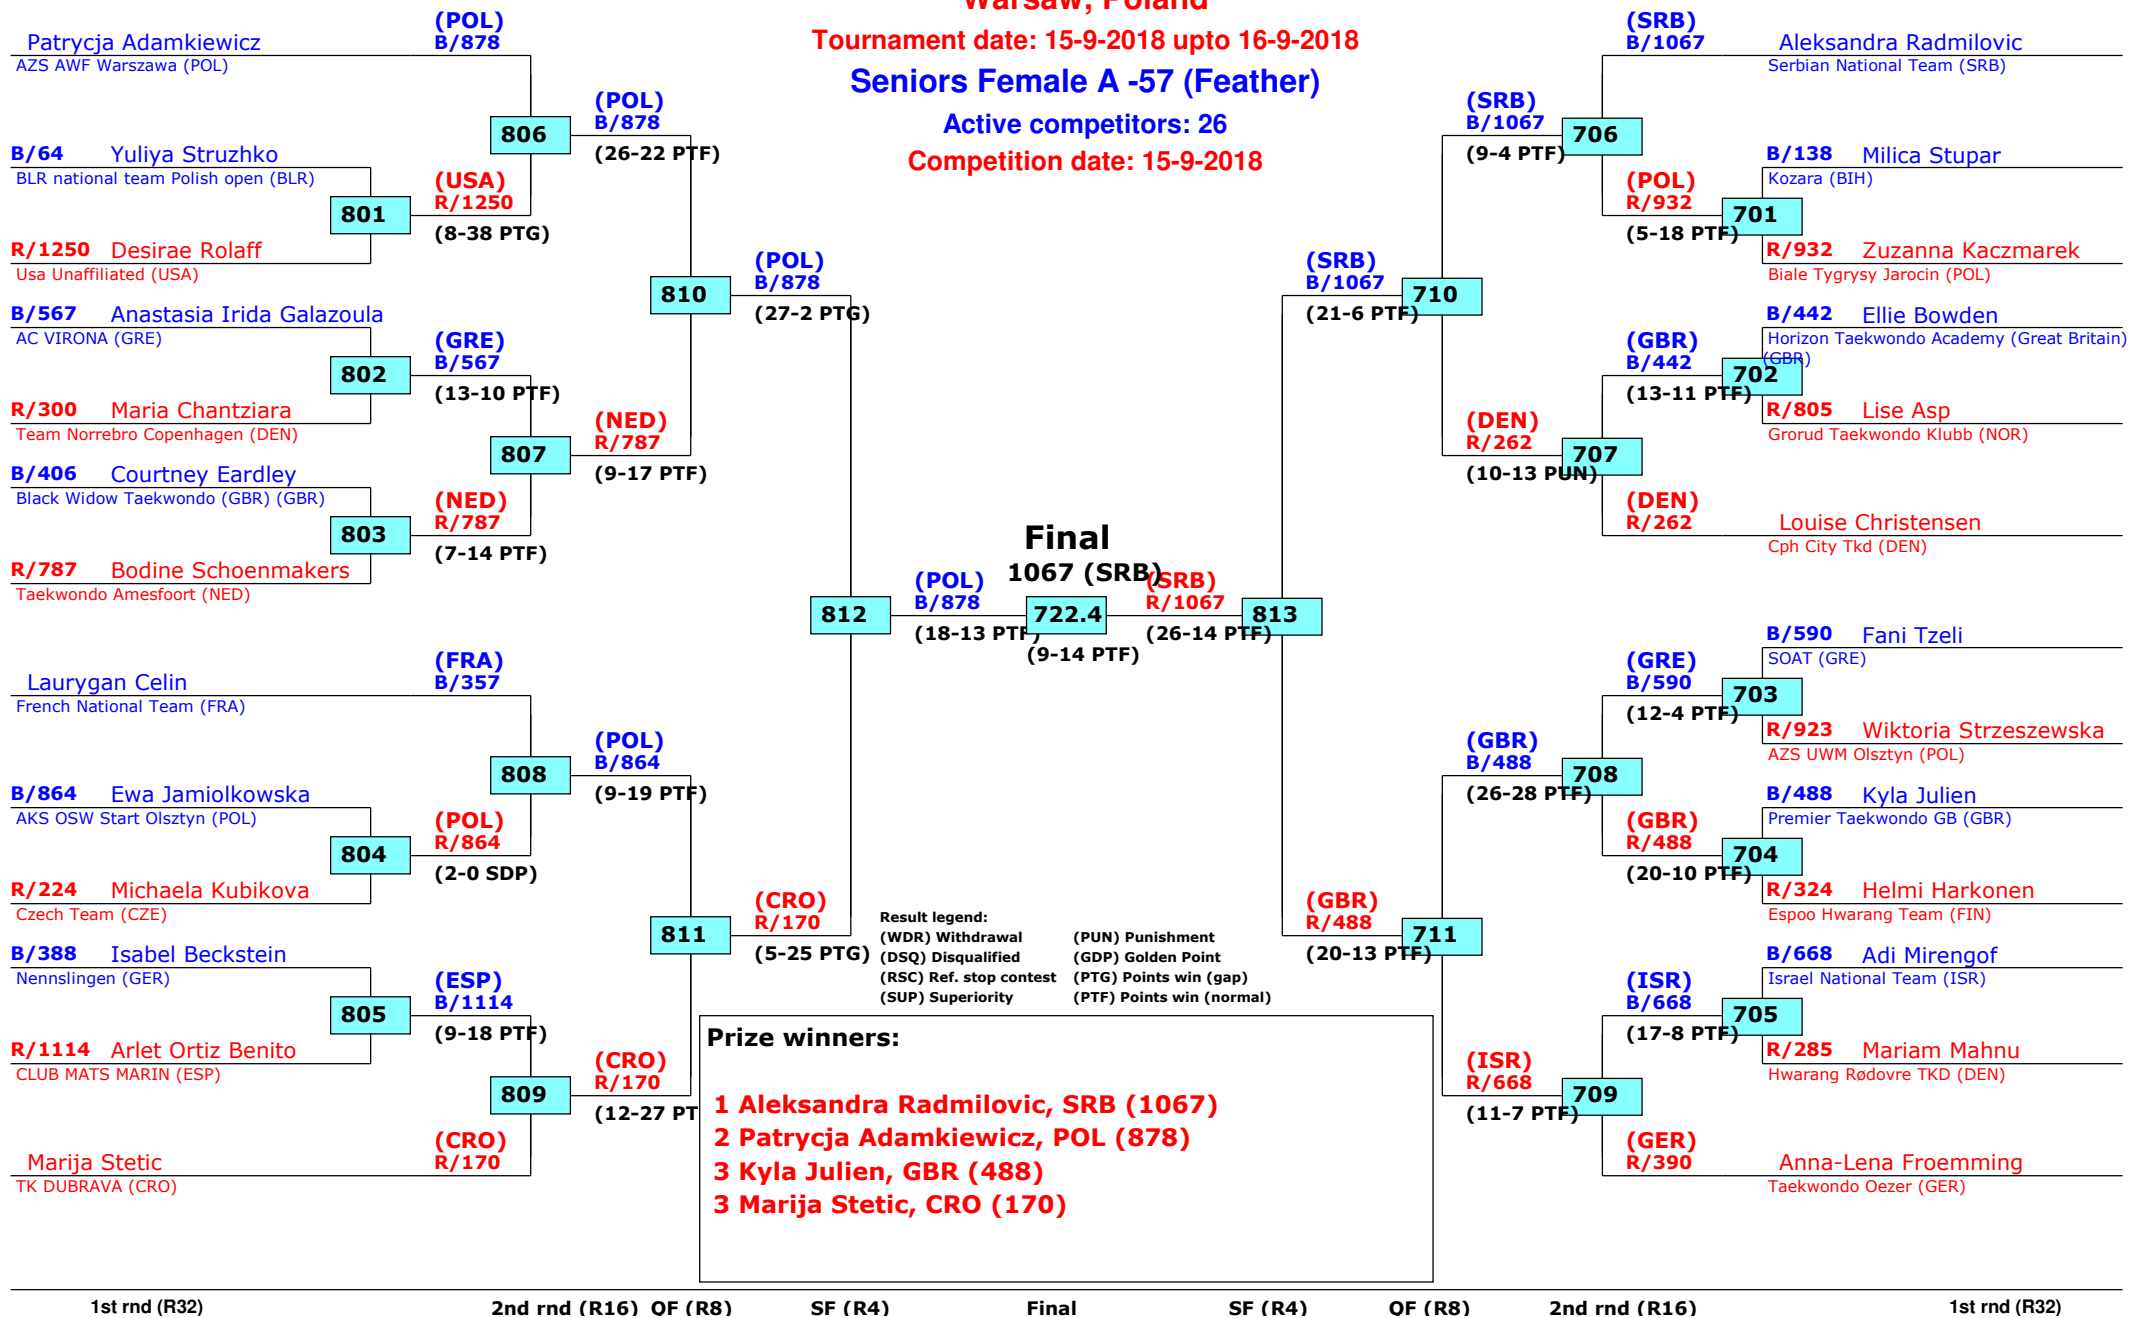 Warsaw, Poland
Tournament date: 15-9-2018 upto 16-9-2018
Seniors Female A -57 (Feather)
Active competitors: 26
Competition date: 15-9-2018
Patrycja Adamkiewicz
AZS AWF Warszawa (POL)
B/64 Yuliya Struzhko
BLR national team Polish open (BLR)
801
R/1250 Desirae Rolaff
Usa Unaffiliated (USA)
B/567 Anastasia Irida Galazoula
AC VIRONA (GRE)
802
R/300 Maria Chantziara
Team Norrebro Copenhagen (DEN)
B/406 Courtney Eardley
Black Widow Taekwondo (GBR) (GBR)
803
R/787 Bodine Schoenmakers
Taekwondo Amesfoort (NED)
Laurygan Celin
French National Team (FRA)
B/864 Ewa Jamiolkowska
AKS OSW Start Olsztyn (POL)
804
R/224 Michaela Kubikova
Czech Team (CZE)
B/388 Isabel Beckstein
Nennslingen (GER)
805
R/1114 Arlet Ortiz Benito
CLUB MATS MARIN (ESP)
Marija Stetic
TK DUBRAVA (CRO)
(POL)
B/878
806
(USA)
R/1250
(8-38 PTG)
(GRE)
B/567
(13-10 PTF)
807
(NED)
R/787
(7-14 PTF)
(FRA)
B/357
808
(POL)
R/864
(2-0 SDP)
(ESP)
B/1114
(9-18 PTF)
809
(CRO)
R/170
(POL)
B/878
(26-22 PTF)
810
(NED)
R/787
(9-17 PTF)
(POL)
B/864
(9-19 PTF)
811
(CRO)
R/170
(12-27 PT
(POL)
B/878
(27-2 PTG)
812
(CRO)
R/170
(5-25 PTG)
(POL)
B/878
(18-13 PTF)
Final
1067 (SRB)
722.4
(9-14 PTF)
(SRB)
R/1067
(26-14 PTF)
813
(SRB)
B/1067
(21-6 PTF)
710
(GBR)
R/488
(20-13 PTF)
711
(SRB)
B/1067
(9-4 PTF)
706
(DEN)
R/262
(10-13 PUN)
707
(GBR)
B/488
(26-28 PTF)
708
(ISR)
R/668
(11-7 PTF)
709
(SRB)
B/1067
(POL)
R/932
(5-18 PTF)
701
(GBR)
B/442
(13-11 PTF)
702
(DEN)
R/262
(GRE)
B/590
(12-4 PTF)
703
(GBR)
R/488
(20-10 PTF)
704
(ISR)
B/668
(17-8 PTF)
705
(GER)
R/390
Aleksandra Radmilovic
Serbian National Team (SRB)
B/138 Milica Stupar
Kozara (BIH)
R/932 Zuzanna Kaczmarek
Biale Tygrysy Jarocin (POL)
B/442 Ellie Bowden
Horizon Taekwondo Academy (Great Britain)
(GBR)
R/805 Lise Asp
Grorud Taekwondo Klubb (NOR)
Louise Christensen
Cph City Tkd (DEN)
B/590 Fani Tzeli
SOAT (GRE)
R/923 Wiktoria Strzeszewska
AZS UWM Olsztyn (POL)
B/488 Kyla Julien
Premier Taekwondo GB (GBR)
R/324 Helmi Harkonen
Espoo Hwarang Team (FIN)
B/668 Adi Mirengof
Israel National Team (ISR)
R/285 Mariam Mahnu
Hwarang Rødovre TKD (DEN)
Anna-Lena Froemming
Taekwondo Oezer (GER)
Result legend:
(WDR) Withdrawal (PUN) Punishment
(DSQ) Disqualified (GDP) Golden Point
(RSC) Ref. stop contest (PTG) Points win (gap)
(SUP) Superiority (PTF) Points win (normal)
Prize winners:
1 Aleksandra Radmilovic, SRB (1067)
2 Patrycja Adamkiewicz, POL (878)
3 Kyla Julien, GBR (488)
3 Marija Stetic, CRO (170)
1st rnd (R32) 2nd rnd (R16) QF (R8) SF (R4) Final SF (R4) QF (R8) 2nd rnd (R16) 1st rnd (R32)